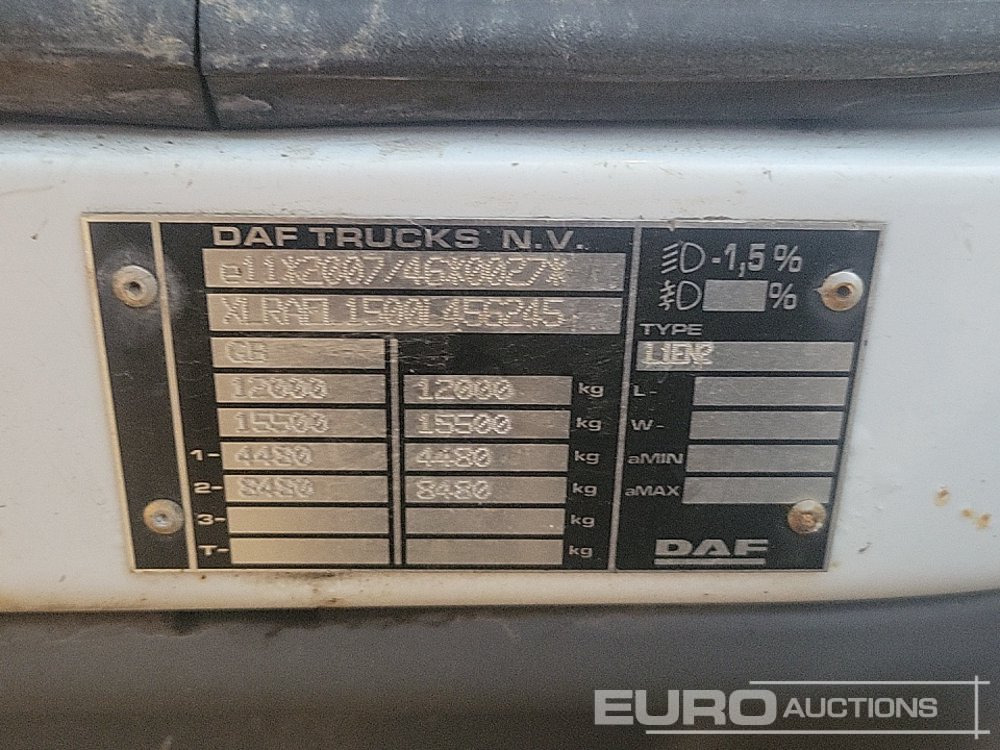 DAF TRUCKS N.V.
e11*2007/46*0027*
XLRAFL1500L456245
GB
12000 12000 kg
15500 15500 kg
1- 4480 4480 kg
2- 8480 8480 kg
3- kg
T- kg
-1,5%
%
TYPE
L1EN2
L-
W-
aMIN
aMAX
DAF
EURO AUCTIONS